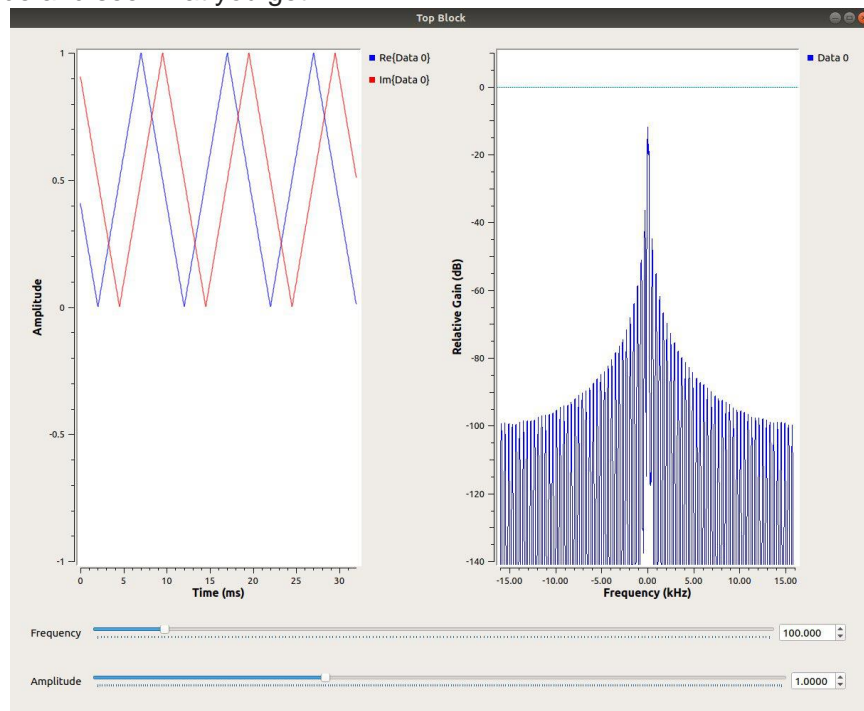 Top Block
Re{Data 0}
Im{Data 0}
Data 0
1
0.5
0
-0.5
-1
Amplitude
0
5
10
15
20
25
30
Time (ms)
0
-20
-40
-60
-80
-100
-120
-140
Relative Gain (dB)
-15.00
-10.00
-5.00
0.00
5.00
10.00
15.00
Frequency (kHz)
Frequency
100.000
Amplitude
1.0000